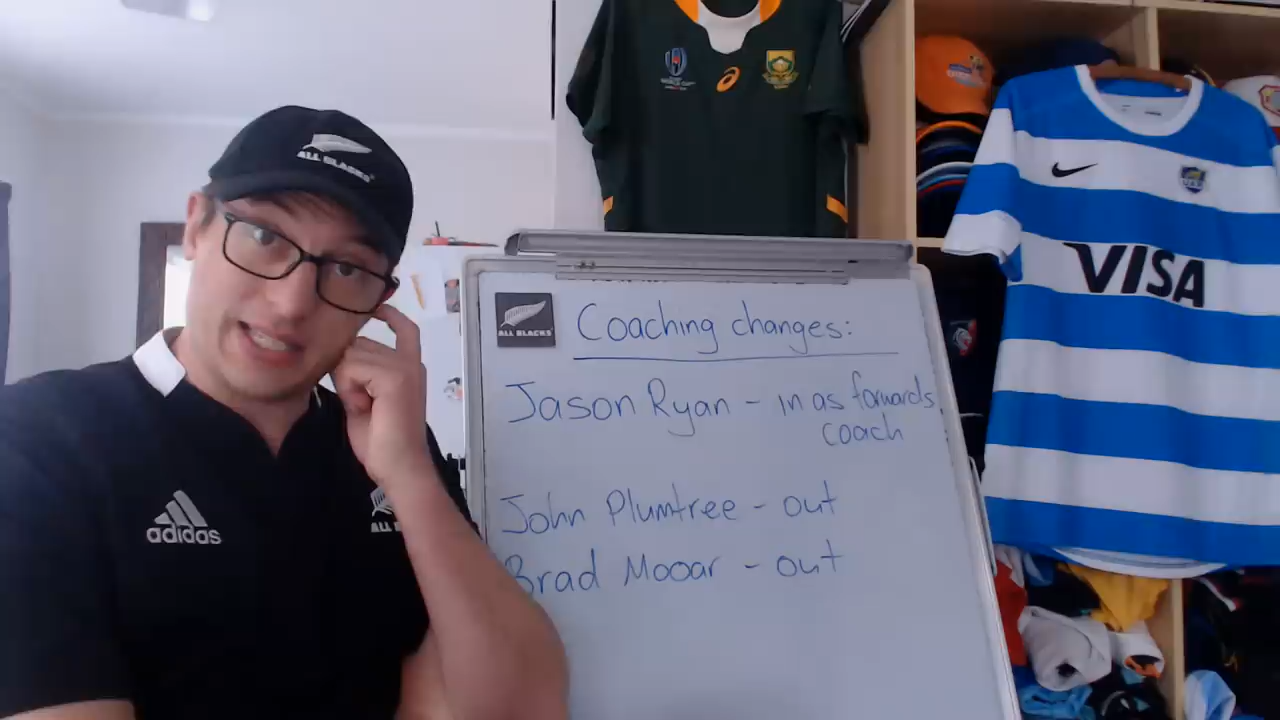 ALL BLACKS
VISA
ALL BLACKS
Coaching changes:
Jason Ryan - in as forwards
coach
John Plumtree - out
Brad Mooar - out
adidas
ALL B